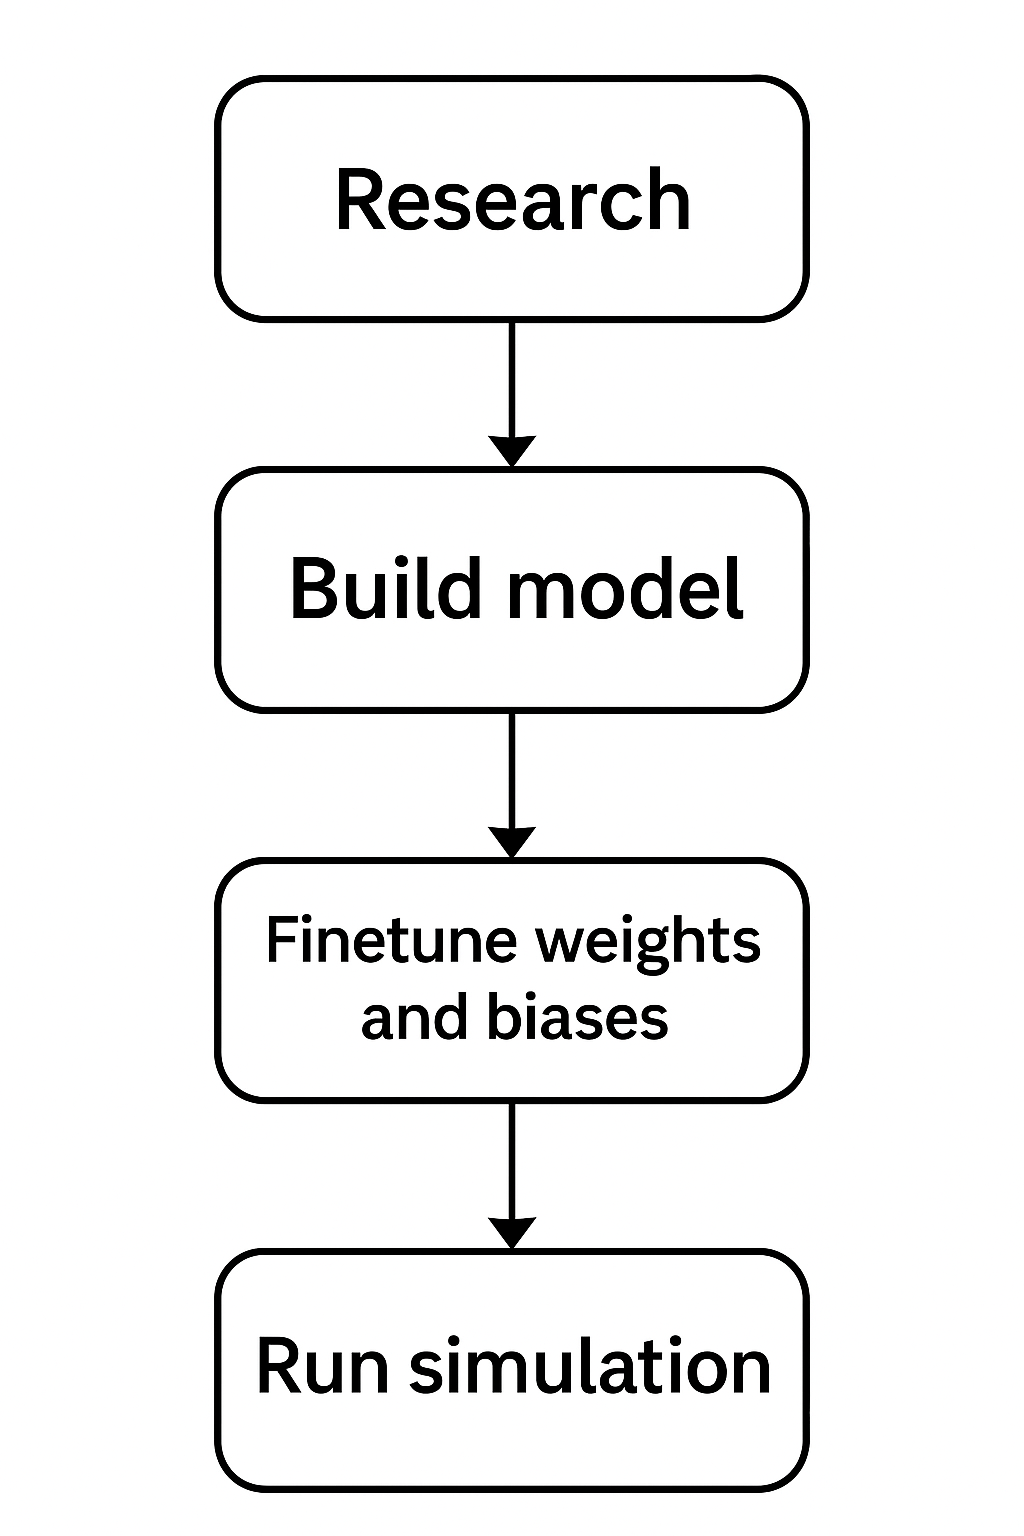 Research
Build model
Finetune weights
and biases
Run simulation